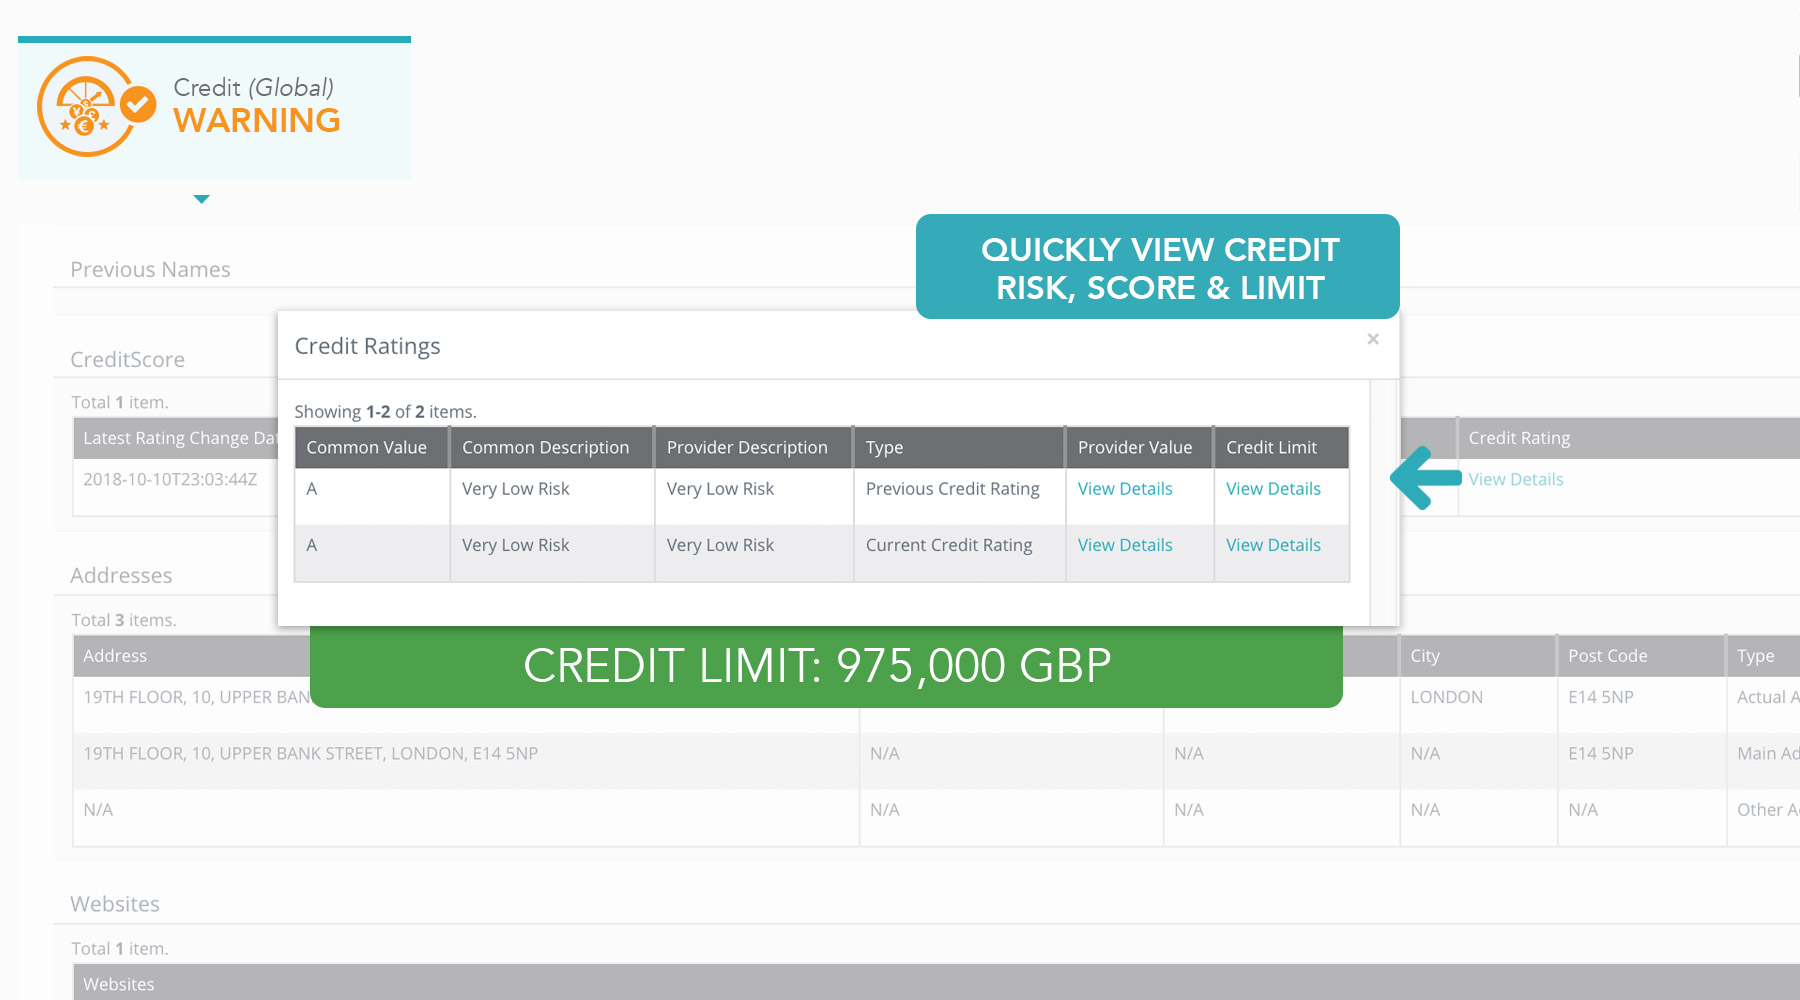 Credit (Global)
WARNING
QUICKLY VIEW CREDIT
RISK, SCORE & LIMIT
Previous Names
Credit Ratings ×
CreditScore
Total 1 item.
Showing 1-2 of 2 items.
Latest Rating Change Dat
Credit Rating
Common Value Common Description Provider Description Type Provider Value Credit Limit
2018-10-10T23:03:44Z
View Details
A Very Low Risk Very Low Risk Previous Credit Rating View Details View Details
A Very Low Risk Very Low Risk Current Credit Rating View Details View Details
Addresses
Total 3 items.
CREDIT LIMIT: 975,000 GBP
Address City Post Code Type
19TH FLOOR, 10, UPPER BAN LONDON E14 5NP Actual A
19TH FLOOR, 10, UPPER BANK STREET, LONDON, E14 5NP N/A N/A N/A E14 5NP Main Ad
N/A N/A N/A N/A N/A Other A
Websites
Total 1 item.
Websites